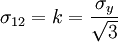 σ₁₂ = k = σ_y / √3